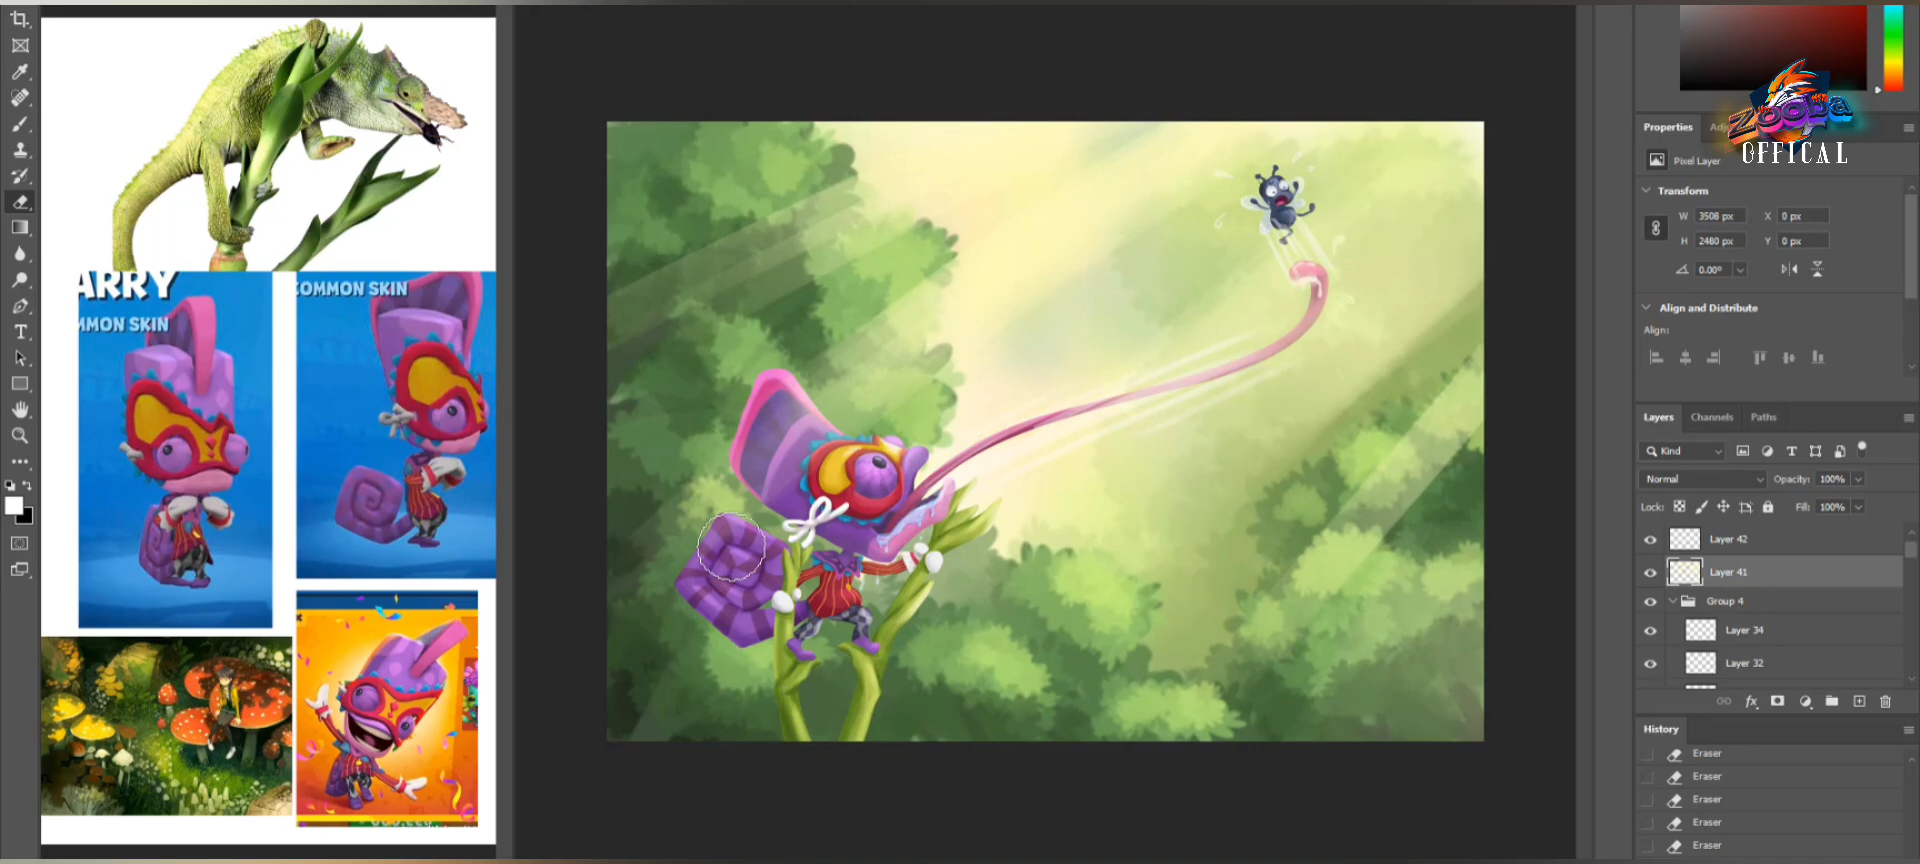 ARRY
MMON SKIN
COMMON SKIN
Zooba
OFFICAL
Properties
Pixel Layer
Transform
W 3508 px X 0 px
H 2480 px Y 0 px
0.00°
Align and Distribute
Align:
Layers Channels Paths
Kind
Normal Opacity: 100%
Lock: Fill: 100%
Layer 42
Layer 41
Group 4
Layer 34
Layer 32
fx
History
Eraser
Eraser
Eraser
Eraser
Eraser